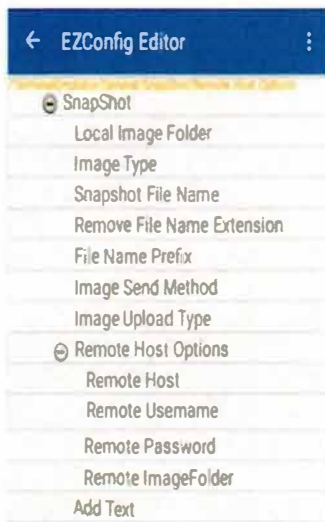 EZConfig Editor
SnapShot
Local Image Folder
Image Type
Snapshot File Name
Remove File Name Extension
File Name Prefix
Image Send Method
Image Upload Type
Remote Host Options
Remote Host
Remote Username
Remote Password
Remote ImageFolder
Add Text